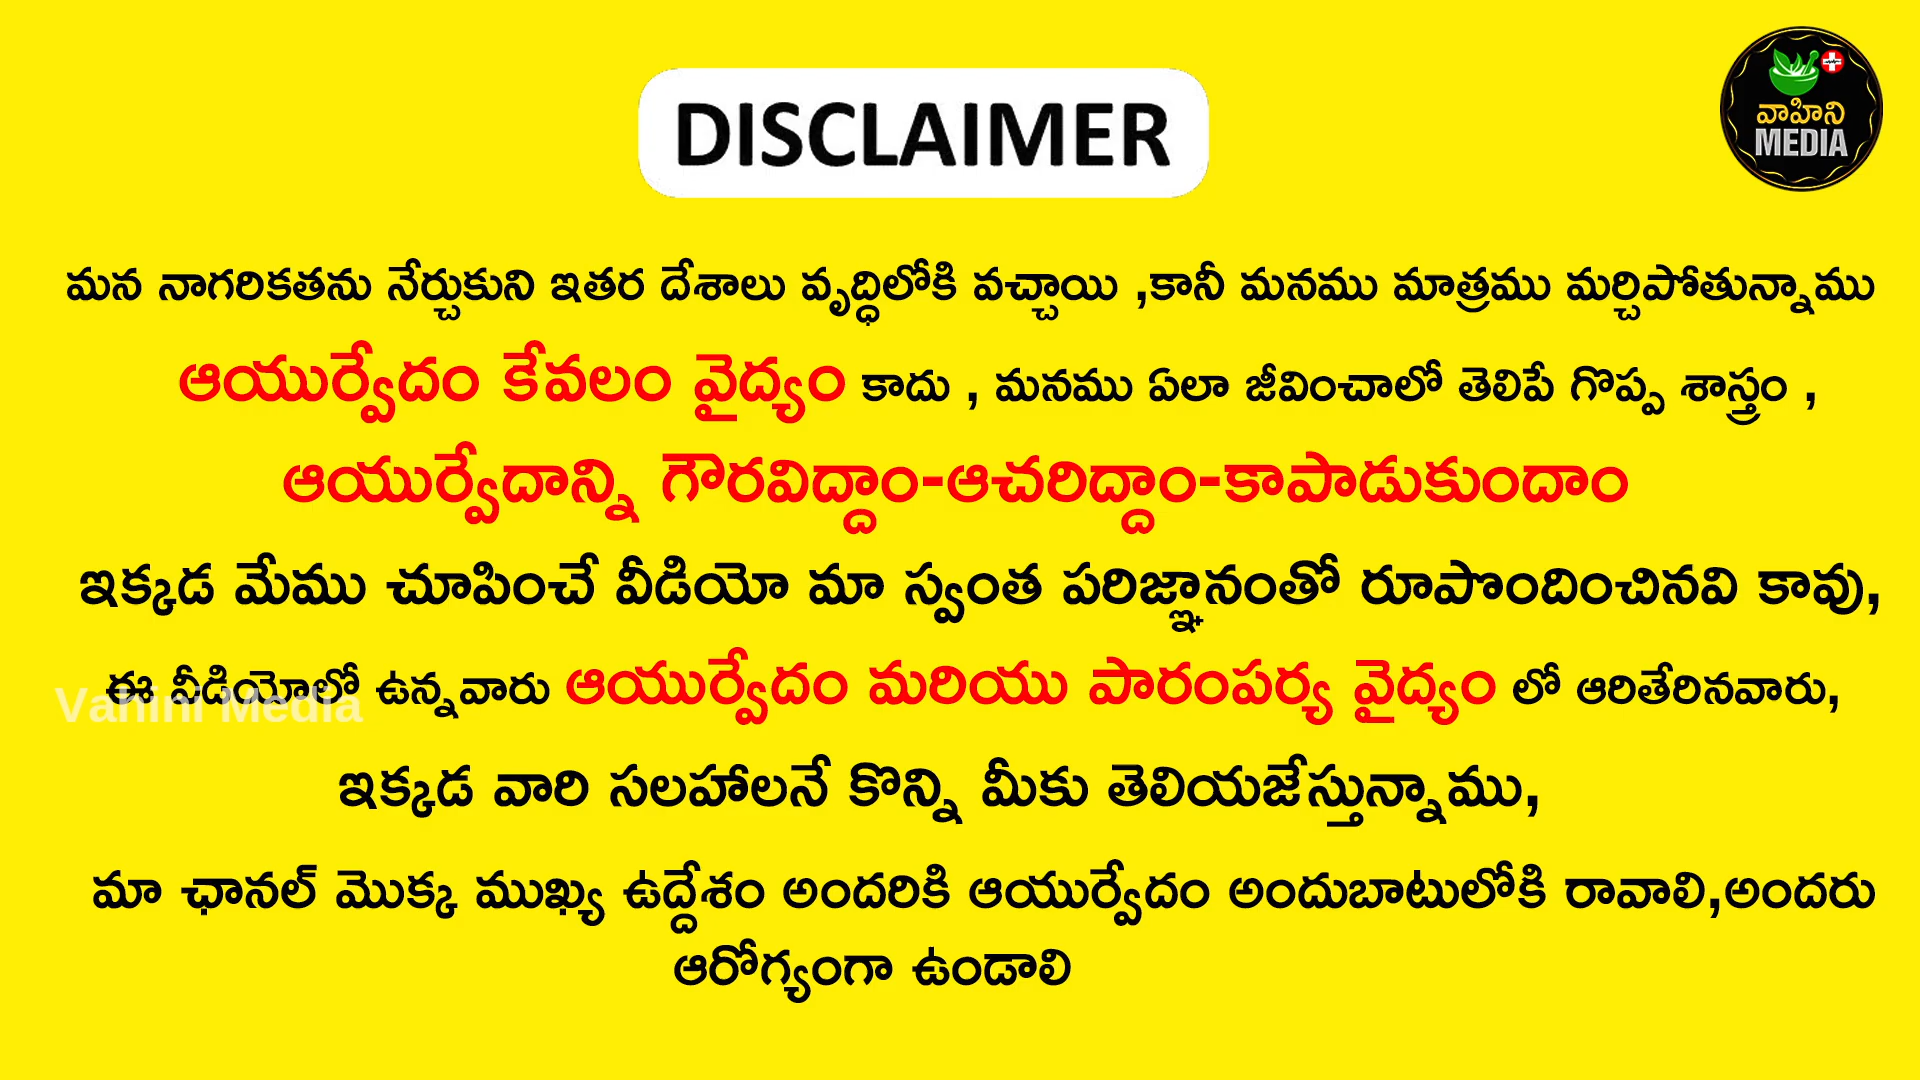 DISCLAIMER
వాహిని
MEDIA
మన నాగరికతను నేర్చుకుని ఇతర దేశాలు వృద్ధిలోకి వచ్చాయి ,కానీ మనము మాత్రము మర్చిపోతున్నాము
ఆయుర్వేదం కేవలం వైద్యం కాదు , మనము ఏలా జీవించాలో తెలిపే గొప్ప శాస్త్రం ,
ఆయుర్వేదాన్ని గౌరవిద్దాం-ఆచరిద్దాం-కాపాడుకుందాం
ఇక్కడ మేము చూపించే వీడియో మా స్వంత పరిజ్ఞానంతో రూపొందించినవి కావు,
ఈ వీడియోలో ఉన్నవారు ఆయుర్వేదం మరియు పారంపర్య వైద్యం లో ఆరితేరినవారు,
Vahini Media
ఇక్కడ వారి సలహాలనే కొన్ని మీకు తెలియజేస్తున్నాము,
మా ఛానల్ మొక్క ముఖ్య ఉద్దేశం అందరికి ఆయుర్వేదం అందుబాటులోకి రావాలి,అందరు
ఆరోగ్యంగా ఉండాలి